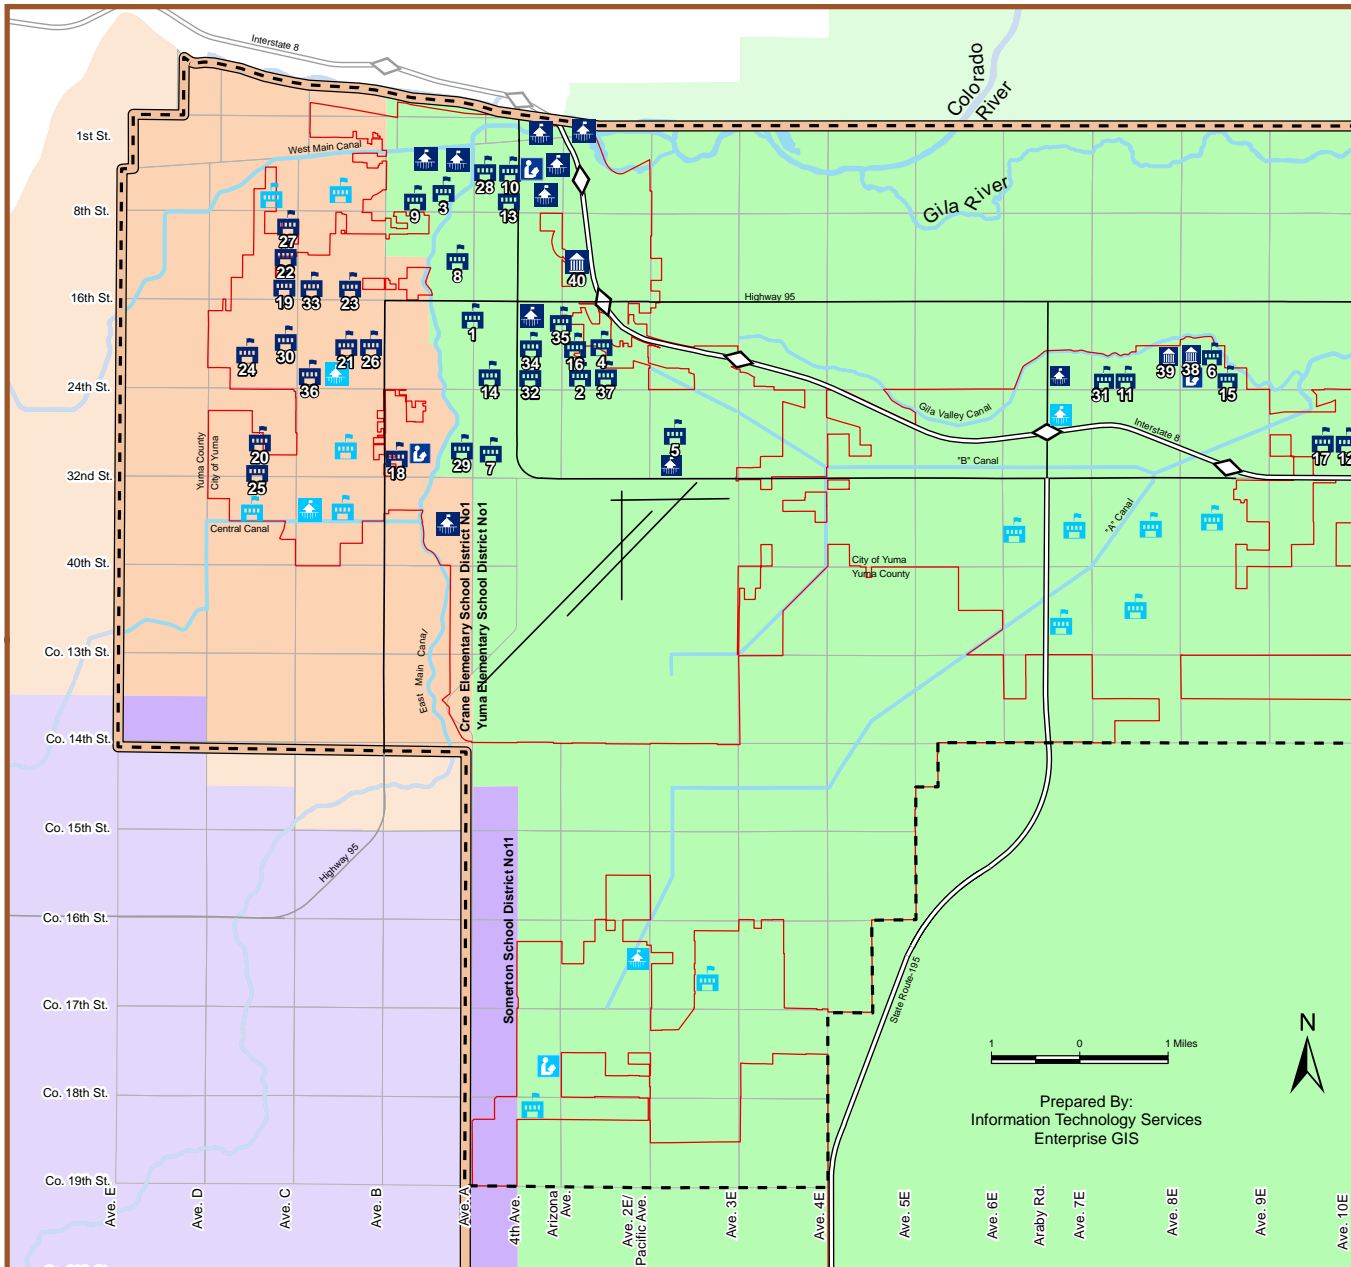 Interstate 8
Colorado
River
1st St.
West Main Canal
28
10
9
3
13
Gila River
8th St.
27
22
8
40
19
33
23
16th St.
Highway 95
1
35
30
24
21
26
34
16
4
39
38
6
36
14
32
2
37
31
11
15
24th St.
Gila Valley Canal
Interstate 8
5
20
29
7
18
17
12
"B" Canal
32nd St.
25
Yuma County
City of Yuma
"A" Canal
Central Canal
40th St.
City of Yuma
Yuma County
Crane Elementary School District No1
Yuma Elementary School District No1
East Main Canal
Co. 13th St.
Co. 14th St.
Co. 15th St.
Highway 95
Somerton School District No11
Co. 16th St.
State Route-195
Co. 17th St.
N
1 0 1 Miles
Co. 18th St.
Prepared By:
Information Technology Services
Enterprise GIS
Co. 19th St.
Ave. E
Ave. D
Ave. C
Ave. B
Ave. A
4th Ave.
Arizona
Ave.
Ave. 2E/
Pacific Ave.
Ave. 3E
Ave. 4E
Ave. 5E
Ave. 6E
Araby Rd.
Ave. 7E
Ave. 8E
Ave. 9E
Ave. 10E